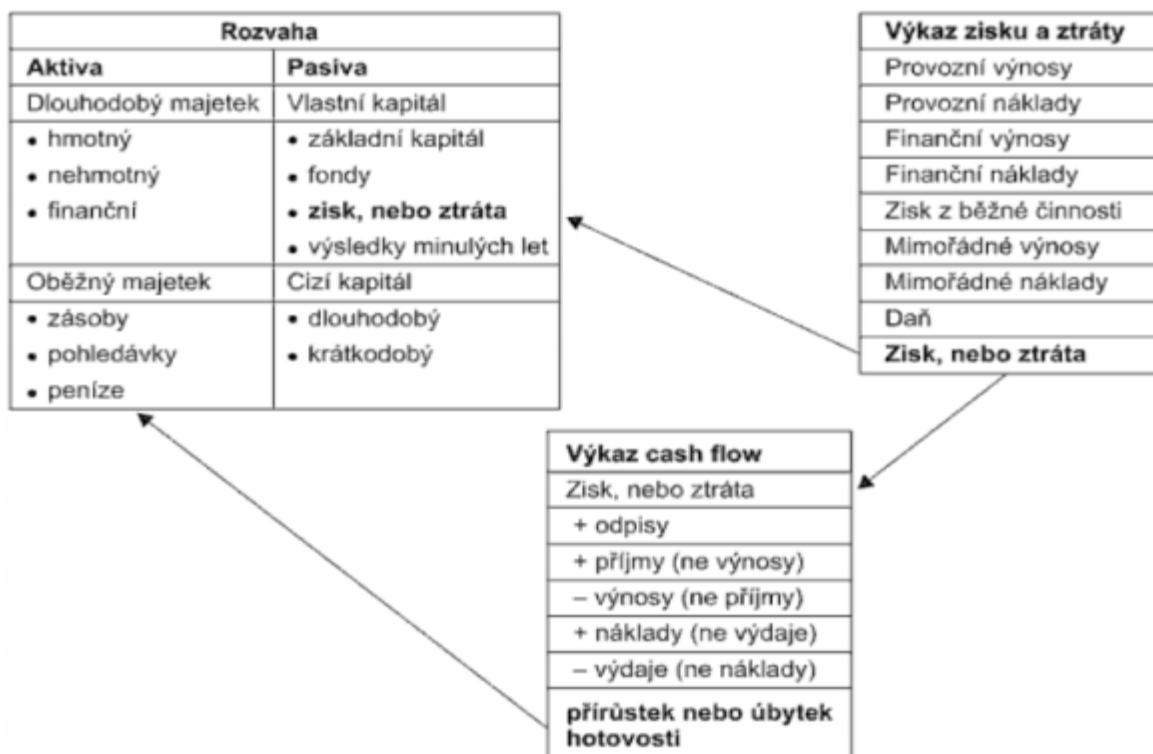 Rozvaha
Aktiva Pasiva
Dlouhodobý majetek Vlastní kapitál
• hmotný • základní kapitál
• nehmotný • fondy
• finanční • zisk, nebo ztráta
• výsledky minulých let
Oběžný majetek Cizí kapitál
• zásoby • dlouhodobý
• pohledávky • krátkodobý
• peníze
Výkaz zisku a ztráty
Provozní výnosy
Provozní náklady
Finanční výnosy
Finanční náklady
Zisk z běžné činnosti
Mimořádné výnosy
Mimořádné náklady
Daň
Zisk, nebo ztráta
Výkaz cash flow
Zisk, nebo ztráta
+ odpisy
+ příjmy (ne výnosy)
– výnosy (ne příjmy)
+ náklady (ne výdaje)
– výdaje (ne náklady)
přírůstek nebo úbytek
hotovosti